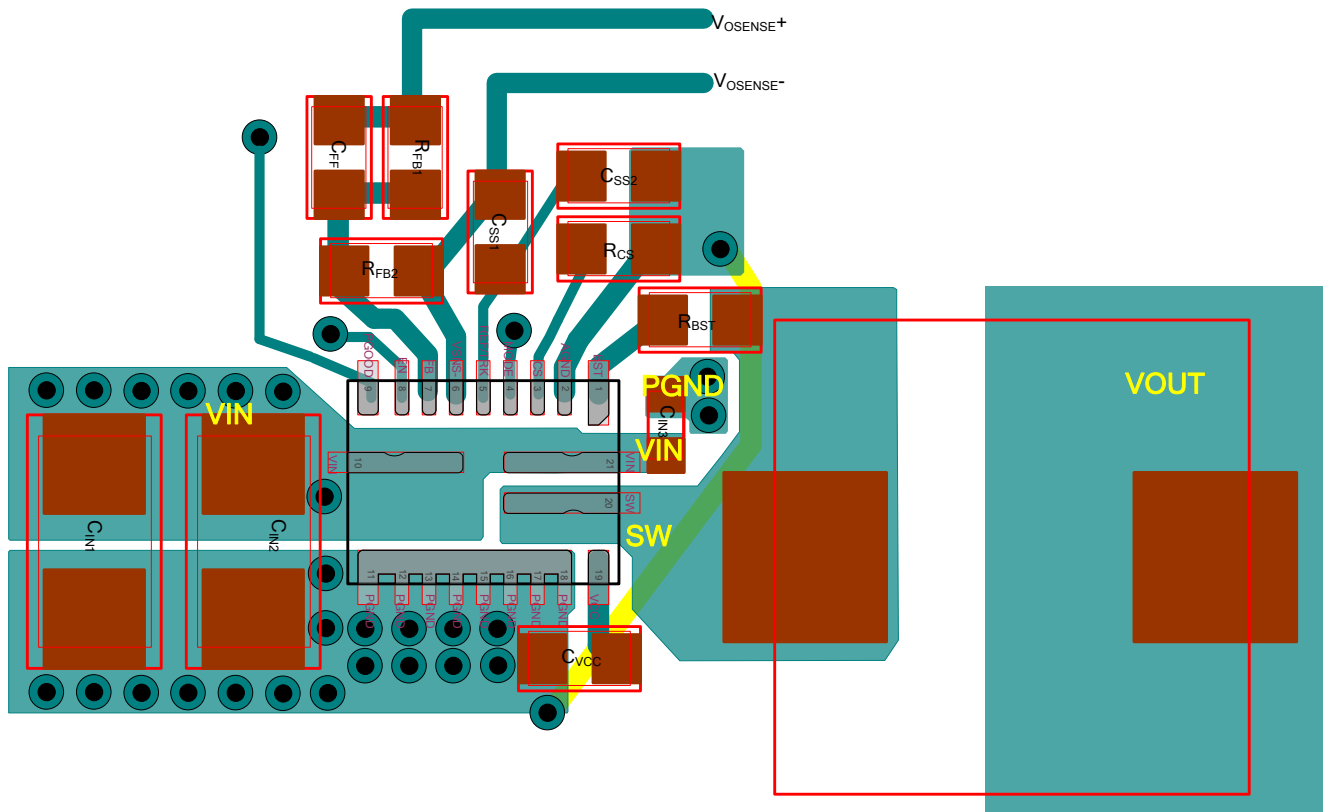 VOSENSE+
VOSENSE-
CFF
RFB1
CSS1
CSS2
RCS
RFB2
RBST
PGOOD
EN
FB
VSNS-
MODE
CS
AGND
BST
9
8
7
6
5
4
3
2
1
PGND
VOUT
VIN
CIN3
VIN
VIN
10
21
VIN
20
SW
SW
CIN1
CIN2
11
12
13
14
15
16
17
18
19
PGND
PGND
PGND
PGND
PGND
PGND
PGND
PGND
CVCC